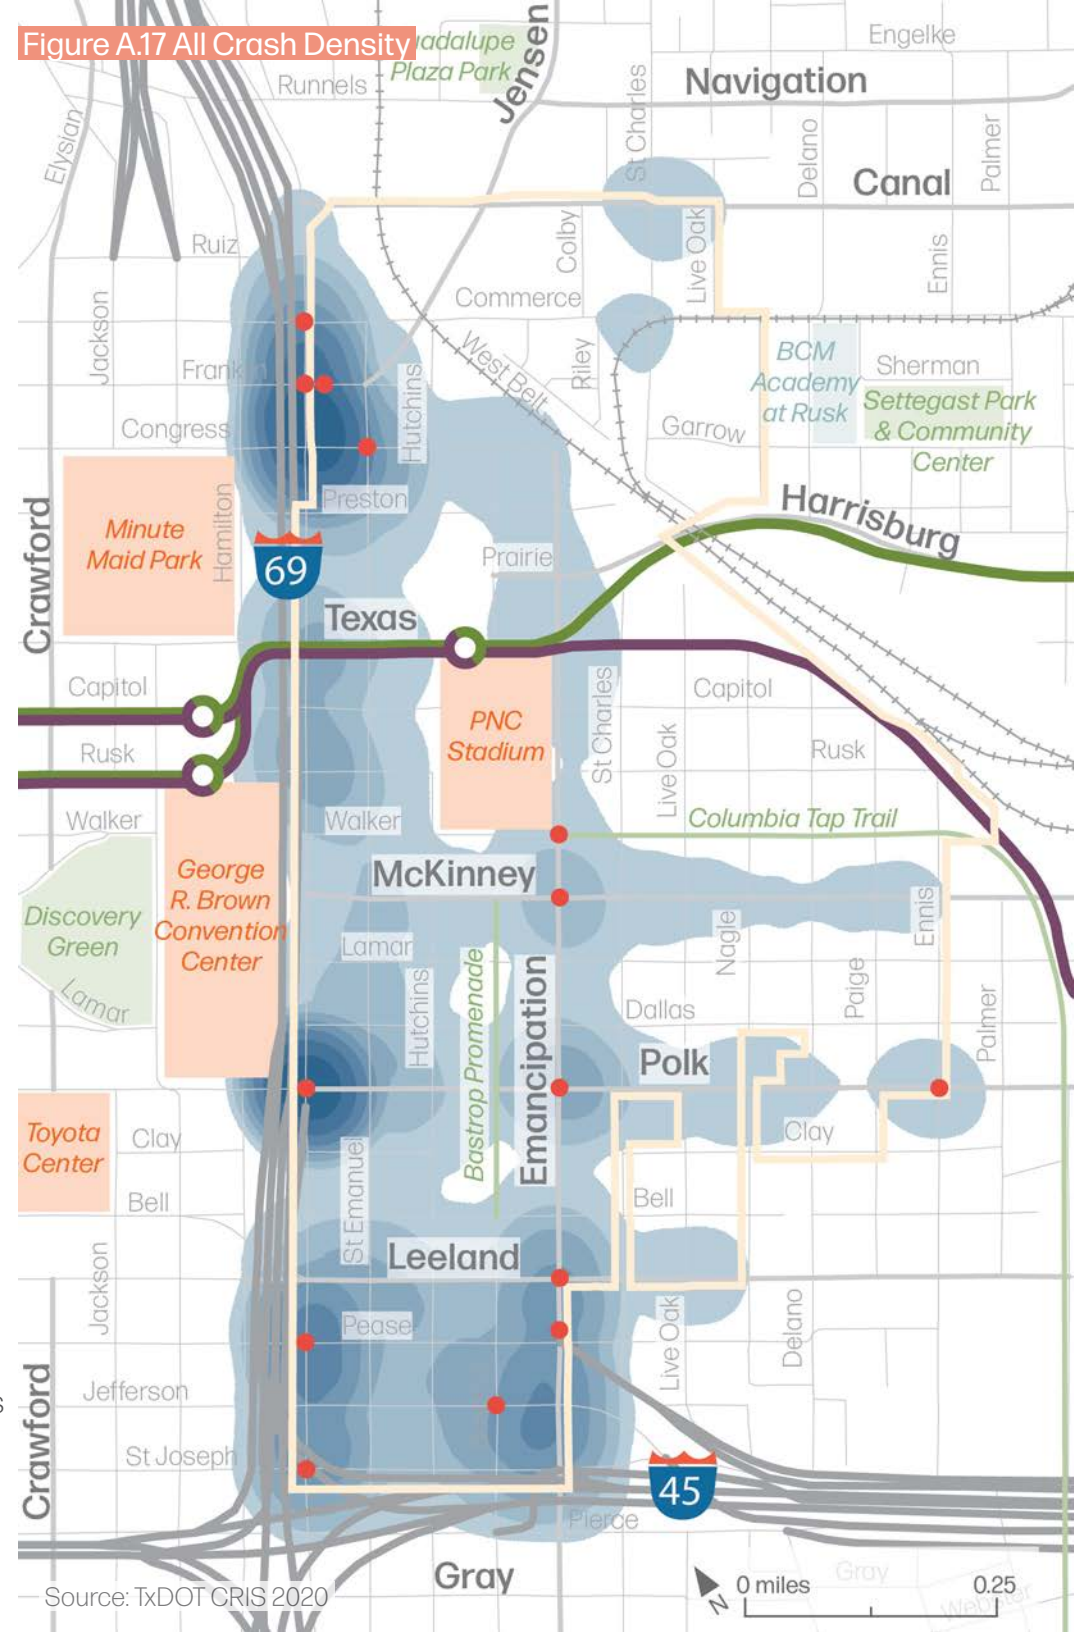 Figure A.17 All Crash Density
adalupe
Plaza Park
Jensen
Engelke
Runnels
Navigation
St Charles
Elysian
Delano
Palmer
Canal
Ruiz
Colby
Live Oak
Ennis
Commerce
Jackson
West Belt
Riley
BCM
Academy
at Rusk
Sherman
Frank
Hutchins
Settegast Park
& Community
Center
Congress
Garrow
Preston
Harrisburg
Crawford
Minute
Maid Park
Hamilton
69
Prairie
Texas
Capitol
Capitol
PNC
Stadium
St Charles
Live Oak
Rusk
Rusk
Walker
Walker
Columbia Tap Trail
George
R. Brown
Convention
Center
McKinney
Discovery
Green
Lamar
Lamar
Hutchins
Bastrop Promenade
Emancipation
Nagle
Ennis
Dallas
Paige
Palmer
Polk
Toyota
Center
Clay
Clay
Bell
Bell
St Emanuel
Leeland
Jackson
Pease
Live Oak
Delano
Jefferson
Crawford
St Joseph
45
Pierce
Gray
Gray
N
0 miles
0.25
Webster
Source: TxDOT CRIS 2020